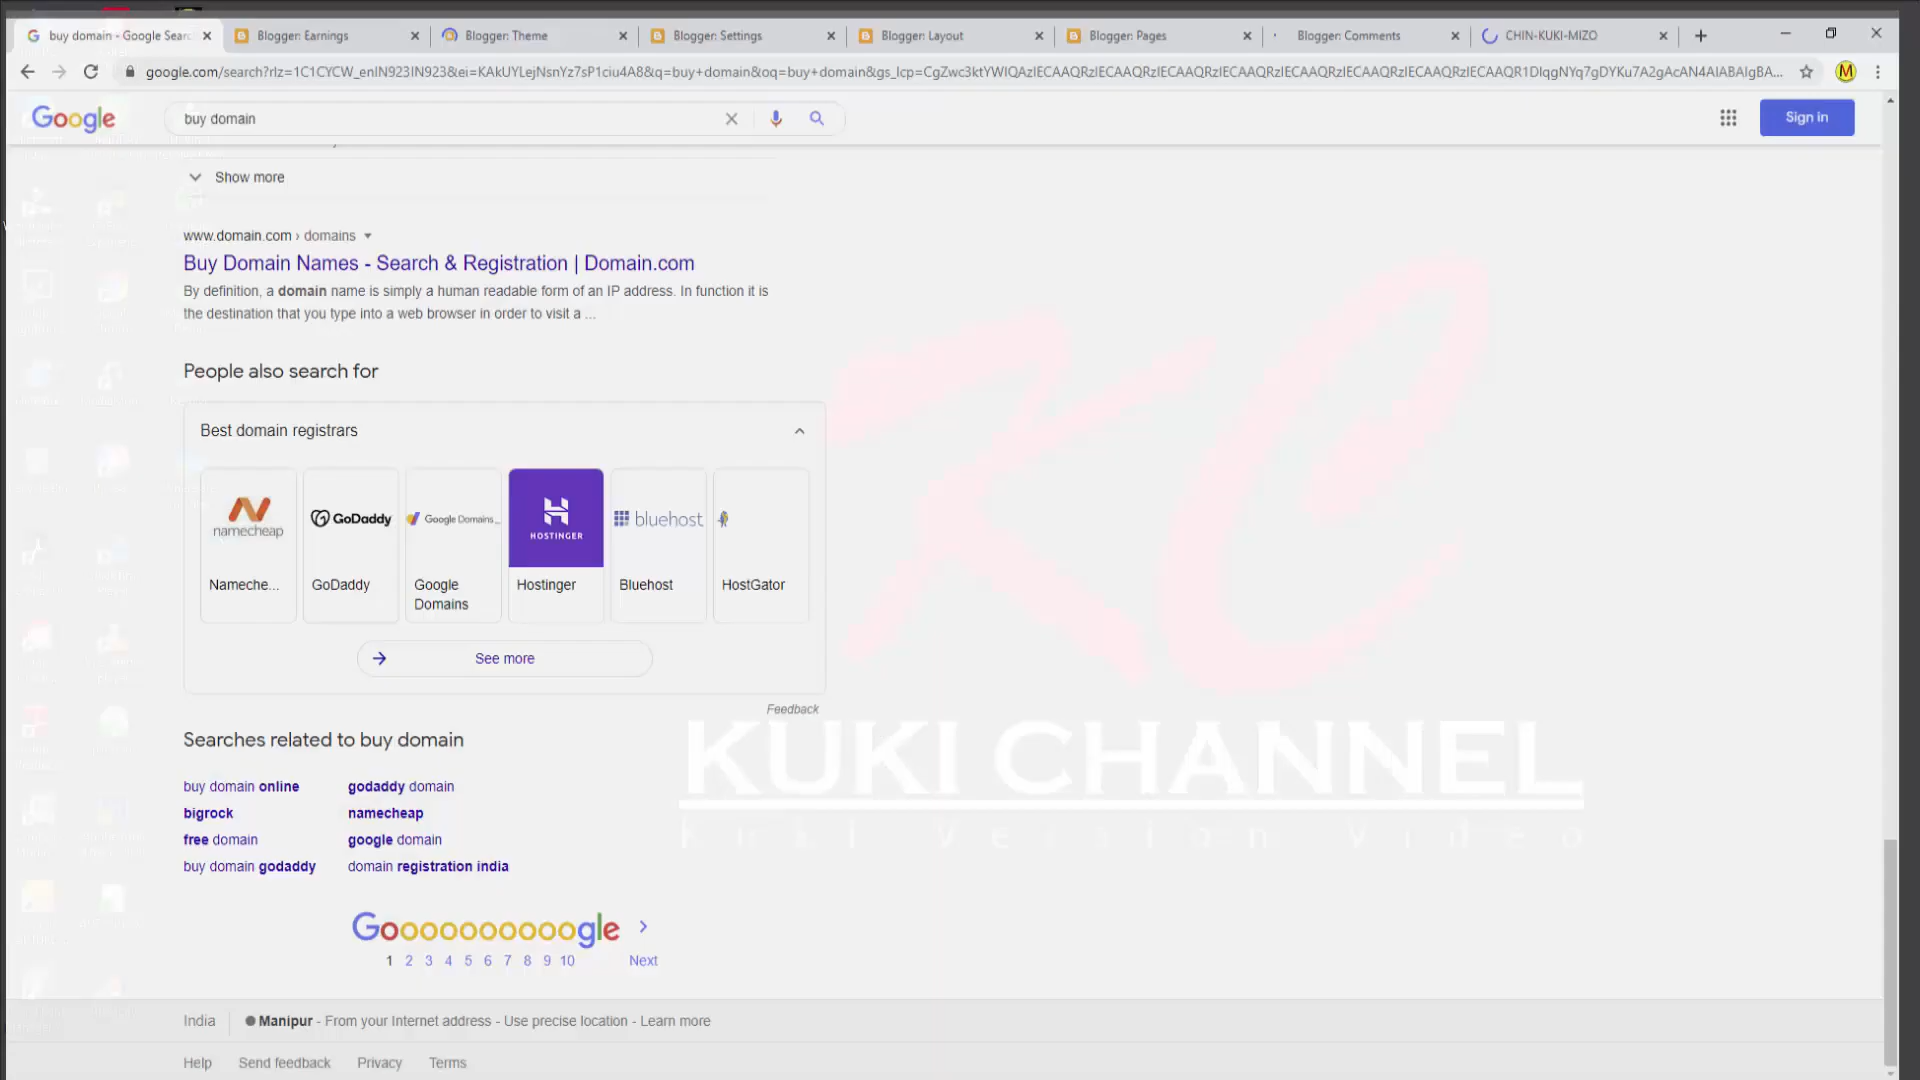 buy domain - Google Searc
Blogger: Earnings
Blogger: Theme
Blogger: Settings
Blogger: Layout
Blogger: Pages
Blogger: Comments
CHIN-KUKI-MIZO
Google
buy domain
Sign in
Show more
www.domain.com › domains
Buy Domain Names - Search & Registration | Domain.com
By definition, a domain name is simply a human readable form of an IP address. In function it is
the destination that you type into a web browser in order to visit a ...
People also search for
Best domain registrars
namecheap
GoDaddy
Google Domains...
HOSTINGER
bluehost
Nameche...
GoDaddy
Google
Domains
Hostinger
Bluehost
HostGator
See more
Feedback
Searches related to buy domain
KUKI CHANNEL
Kuki Version Video
buy domain online
godaddy domain
bigrock
namecheap
free domain
google domain
buy domain godaddy
domain registration india
Goooooooooogle
1 2 3 4 5 6 7 8 9 10 Next
India
Manipur - From your Internet address - Use precise location - Learn more
Help Send feedback Privacy Terms